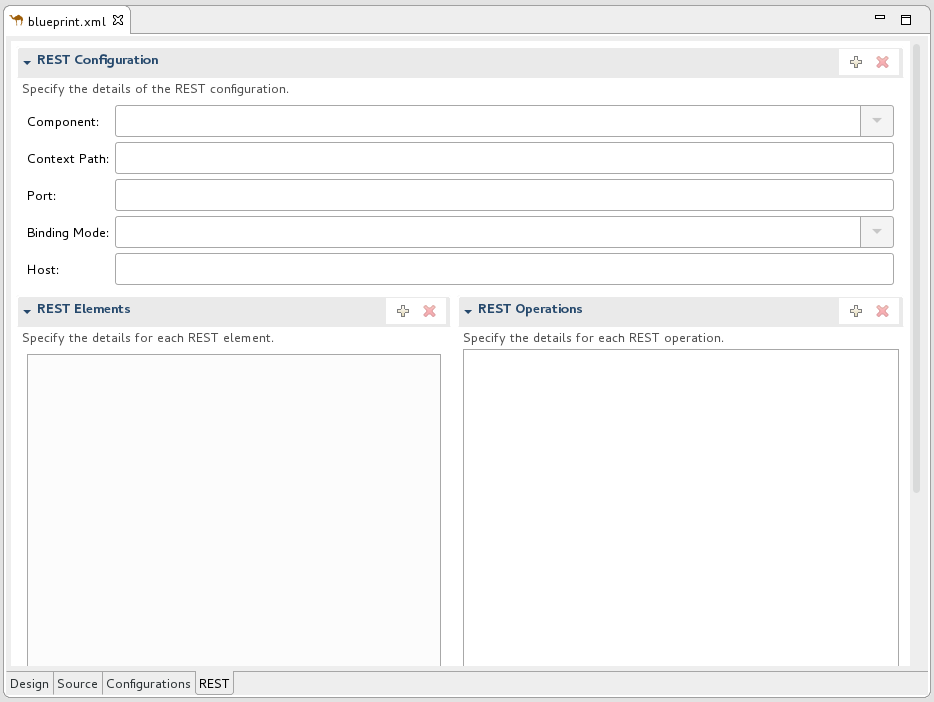 blueprint.xml
REST Configuration
Specify the details of the REST configuration.
Component:
Context Path:
Port:
Binding Mode:
Host:
REST Elements
Specify the details for each REST element.
REST Operations
Specify the details for each REST operation.
Design Source Configurations REST